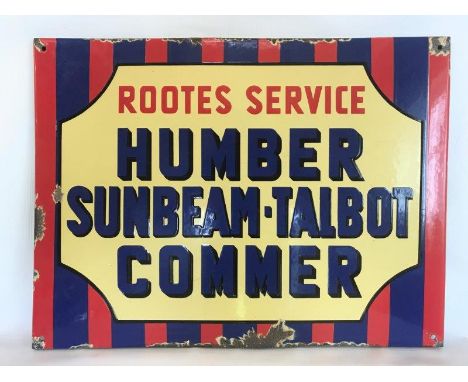 ROOTES SERVICE
HUMBER
SUNBEAM·TALBOT
COMMER